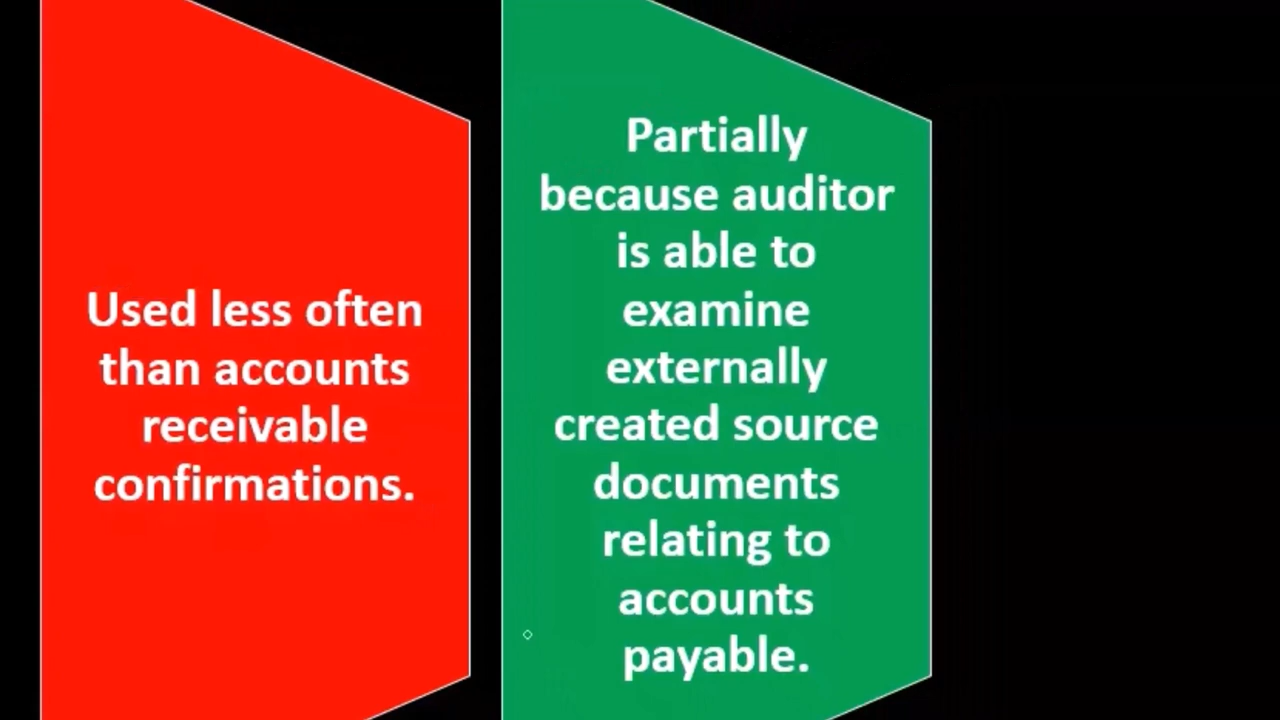 Used less often
than accounts
receivable
confirmations.
Partially
because auditor
is able to
examine
externally
created source
documents
relating to
accounts
payable.